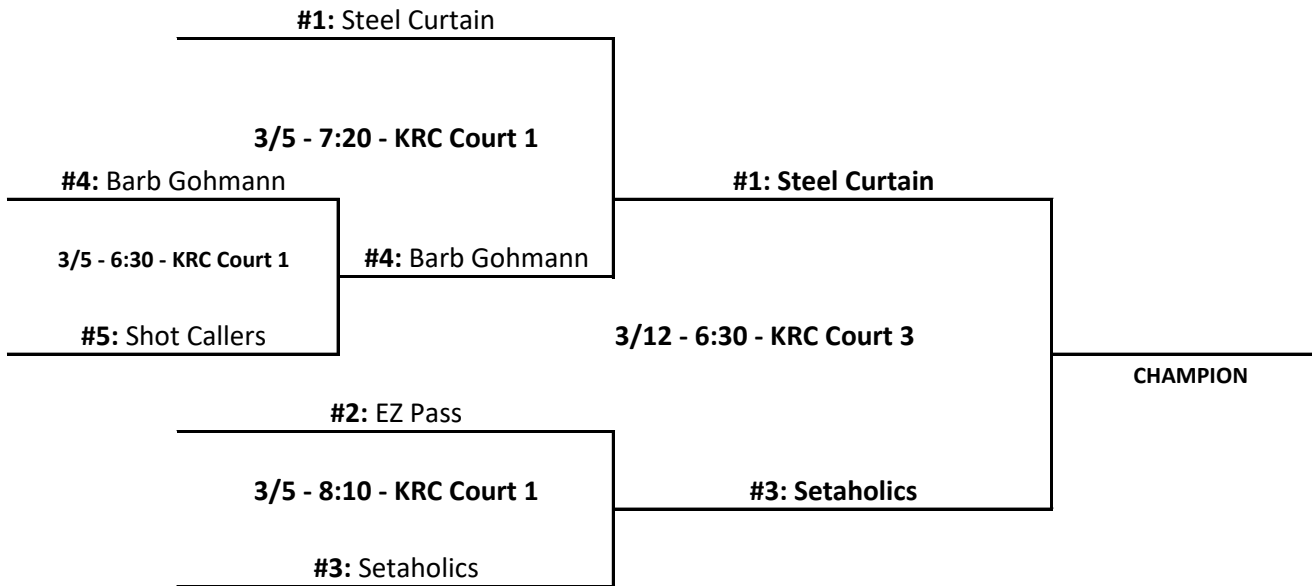 #1: Steel Curtain
3/5 - 7:20 - KRC Court 1
#4: Barb Gohmann
#1: Steel Curtain
3/5 - 6:30 - KRC Court 1
#4: Barb Gohmann
#5: Shot Callers
3/12 - 6:30 - KRC Court 3
CHAMPION
#2: EZ Pass
3/5 - 8:10 - KRC Court 1
#3: Setaholics
#3: Setaholics